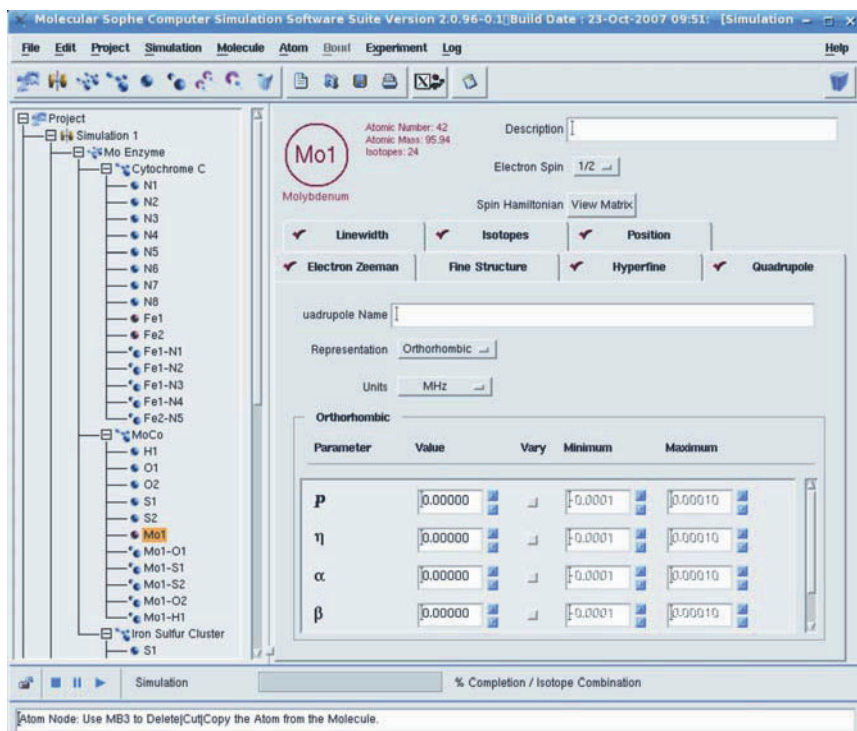 Molecular Sophe Computer Simulation Software Suite Version 2.0.96-0.1 Build Date : 23-Oct-2007 09:51: [Simulation
File Edit Project Simulation Molecule Atom Bond Experiment Log Help
Project
Simulation 1
Mo Enzyme
Cytochrome C
N1
N2
N3
N4
N5
N6
N7
N8
Fe1
Fe2
Fe1-N1
Fe1-N2
Fe1-N3
Fe1-N4
Fe2-N5
MoCo
H1
O1
O2
S1
S2
Mo1
Mo1-O1
Mo1-S1
Mo1-S2
Mo1-O2
Mo1-H1
Iron Sulfur Cluster
S1
Mo1
Molybdenum
Atomic Number: 42
Atomic Mass: 95.94
Isotopes: 24
Description
Electron Spin 1/2
Spin Hamiltonian View Matrix
Linewidth Isotopes Position
Electron Zeeman Fine Structure Hyperfine Quadrupole
uadrupole Name
Representation Orthorhombic
Units MHz
Orthorhombic
Parameter Value Vary Minimum Maximum
P 0.00000 -0.0001 0.00010
η 0.00000 -0.0001 0.00010
α 0.00000 -0.0001 0.00010
β 0.00000 -0.0001 0.00010
Simulation % Completion / Isotope Combination
Atom Node: Use MB3 to Delete|Cut|Copy the Atom from the Molecule.